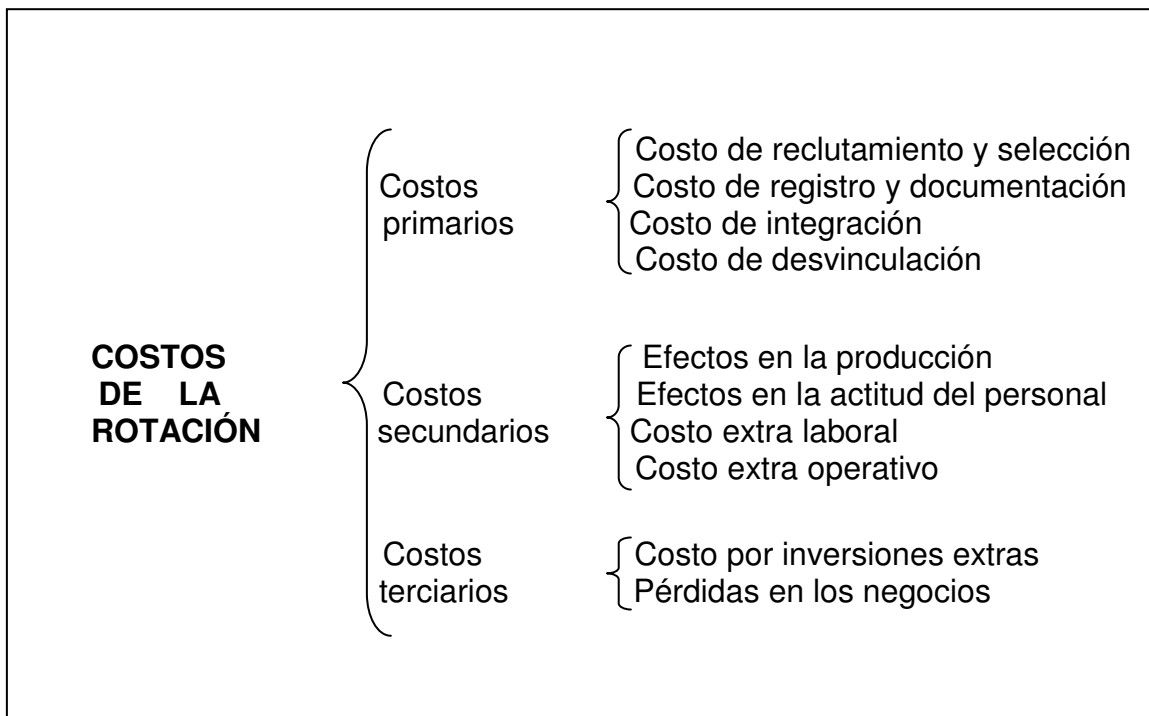 COSTOS
DE LA
ROTACIÓN
Costos
primarios
Costo de reclutamiento y selección
Costo de registro y documentación
Costo de integración
Costo de desvinculación
Costos
secundarios
Efectos en la producción
Efectos en la actitud del personal
Costo extra laboral
Costo extra operativo
Costos
terciarios
Costo por inversiones extras
Pérdidas en los negocios